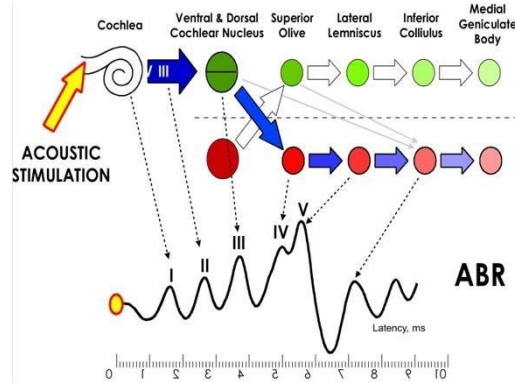 Cochlea
Ventral & Dorsal
Cochlear Nucleus
Superior
Olive
Lateral
Lemniscus
Inferior
Colliulus
Medial
Geniculate
Body
V III
ACOUSTIC
STIMULATION
I
II
III
IV
V
ABR
Latency, ms
0 1 2 3 4 5 6 7 8 9 10